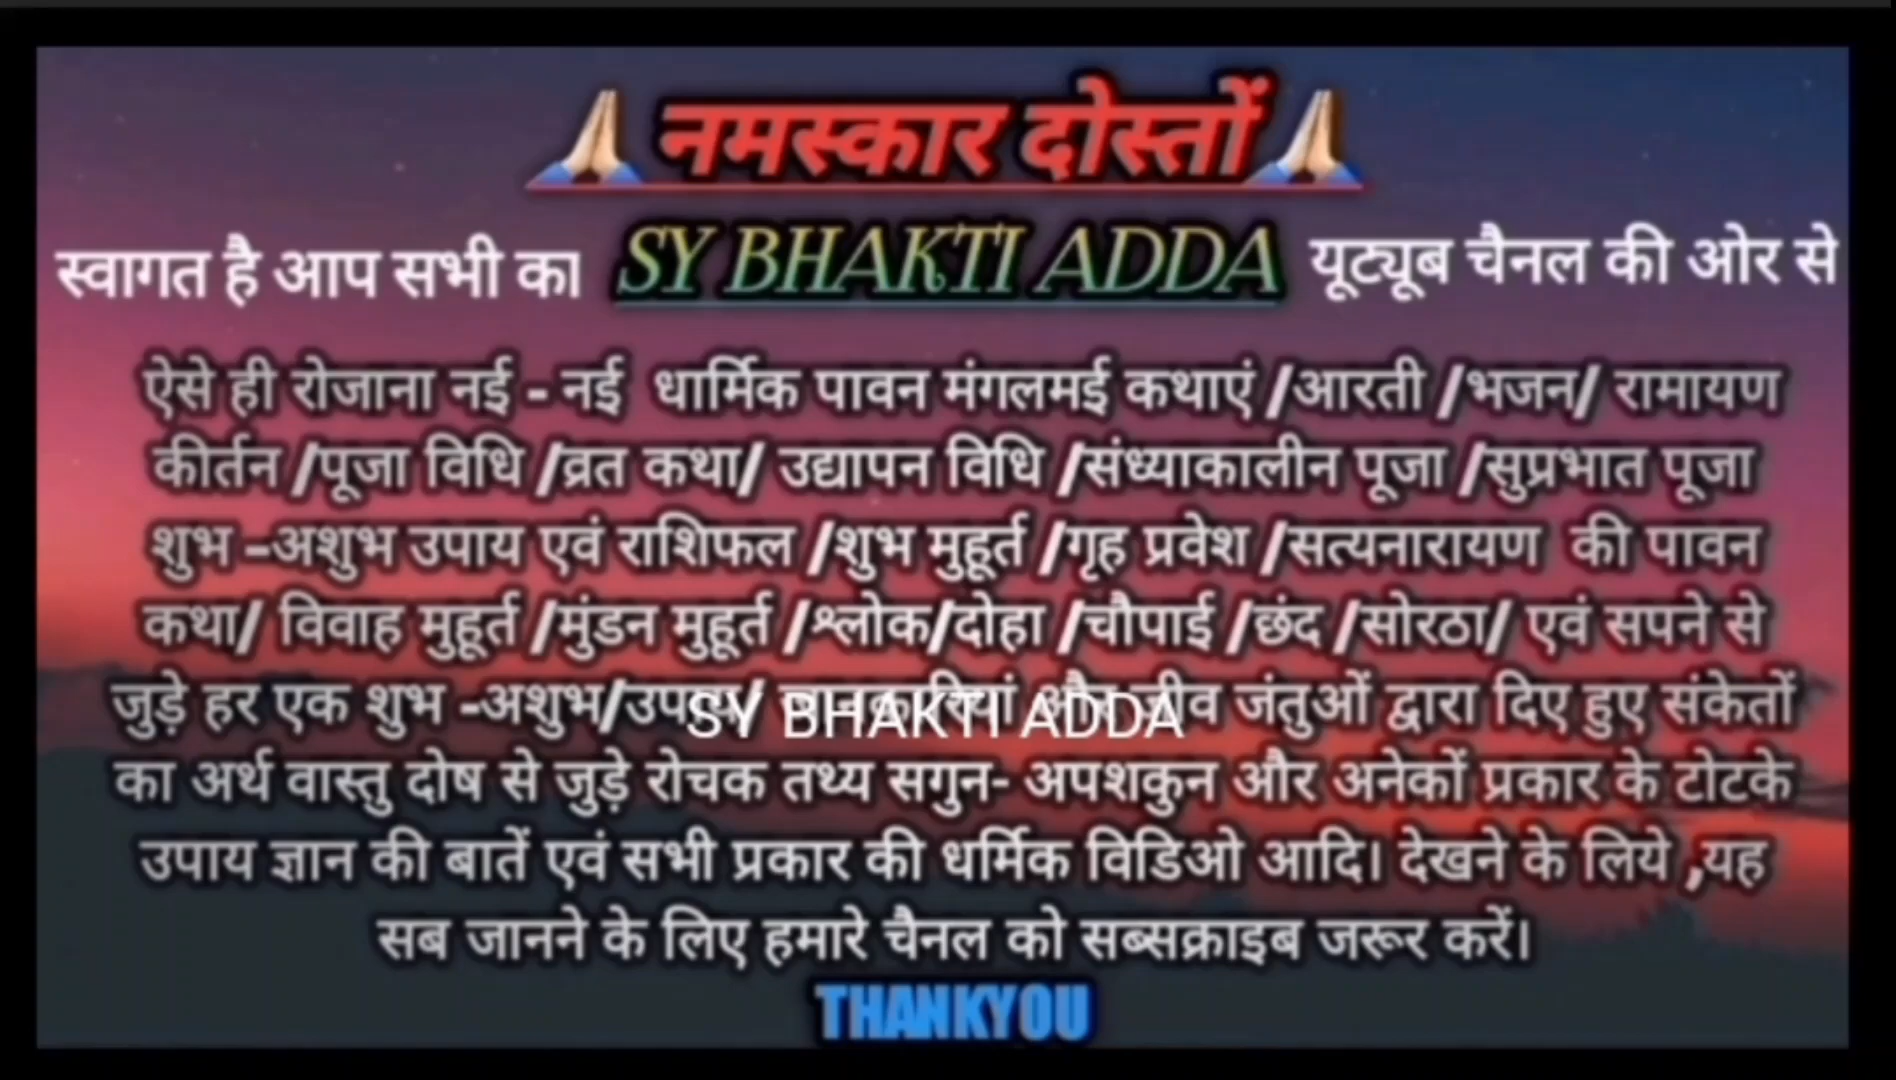 🙏नमस्कार दोस्तों🙏
स्वागत है आप सभी का SY BHAKTI ADDA यूट्यूब चैनल की ओर से
ऐसे ही रोजाना नई - नई धार्मिक पावन मंगलमई कथाएं /आरती /भजन/ रामायण
कीर्तन /पूजा विधि /व्रत कथा/ उद्यापन विधि /संध्याकालीन पूजा /सुप्रभात पूजा
शुभ -अशुभ उपाय एवं राशिफल /शुभ मुहूर्त /गृह प्रवेश /सत्यनारायण की पावन
कथा/ विवाह मुहूर्त /मुंडन मुहूर्त /श्लोक/दोहा /चौपाई /छंद /सोरठा/ एवं सपने से
जुड़े हर एक शुभ -अशुभ/उपाय/ और जीव जंतुओं द्वारा दिए हुए संकेतों
SY BHAKTI ADDA
का अर्थ वास्तु दोष से जुड़े रोचक तथ्य सगुन- अपशकुन और अनेकों प्रकार के टोटके
उपाय ज्ञान की बातें एवं सभी प्रकार की धर्मिक विडिओ आदि। देखने के लिये ,यह
सब जानने के लिए हमारे चैनल को सब्सक्राइब जरूर करें।
THANKYOU